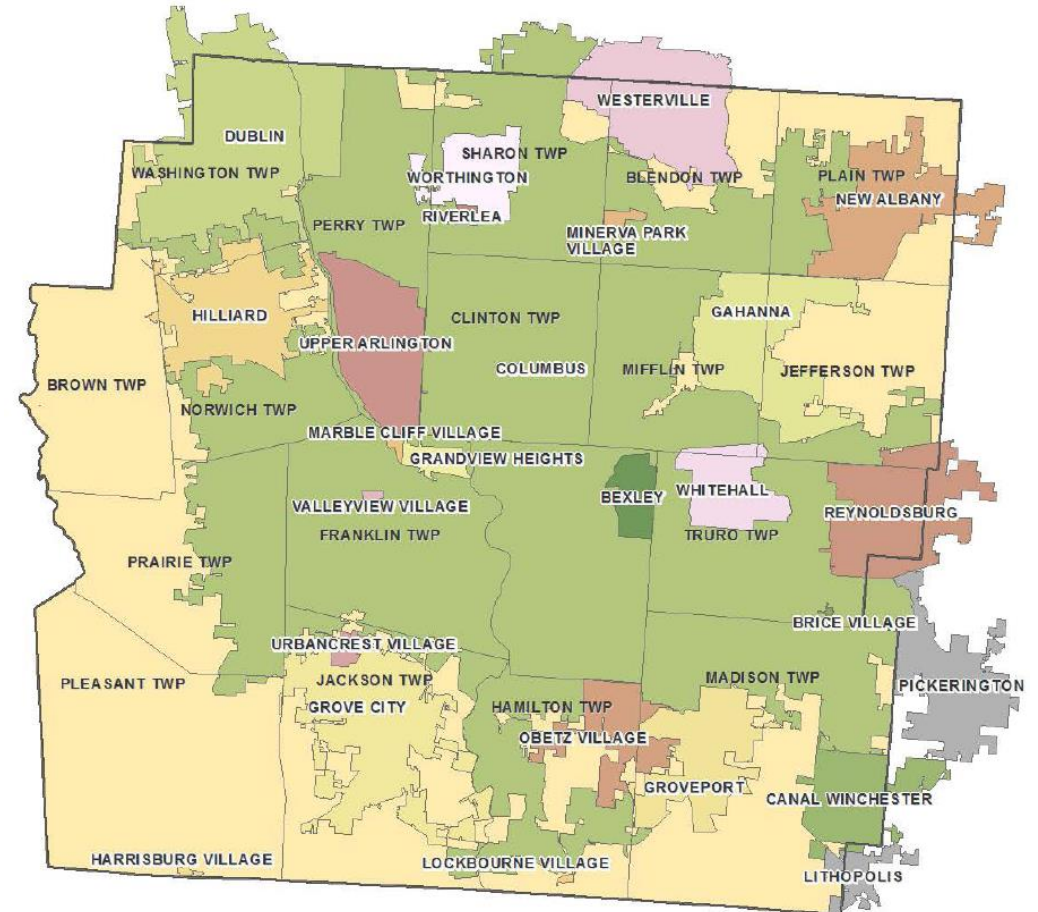 WESTERVILLE
DUBLIN
SHARON TWP
WASHINGTON TWP
WORTHINGTON
BLENDON TWP
PLAIN TWP
NEW ALBANY
RIVERLEA
PERRY TWP
MINERVA PARK
VILLAGE
HILLIARD
CLINTON TWP
GAHANNA
UPPER ARLINGTON
COLUMBUS
MIFFLIN TWP
JEFFERSON TWP
BROWN TWP
NORWICH TWP
MARBLE CLIFF VILLAGE
GRANDVIEW HEIGHTS
BEXLEY
WHITEHALL
VALLEYVIEW VILLAGE
REYNOLDSBURG
FRANKLIN TWP
TRURO TWP
PRAIRIE TWP
BRICE VILLAGE
URBANCREST VILLAGE
PLEASANT TWP
JACKSON TWP
MADISON TWP
PICKERINGTON
GROVE CITY
HAMILTON TWP
OBETZ VILLAGE
GROVEPORT
CANAL WINCHESTER
HARRISBURG VILLAGE
LOCKBOURNE VILLAGE
LITHOPOLIS